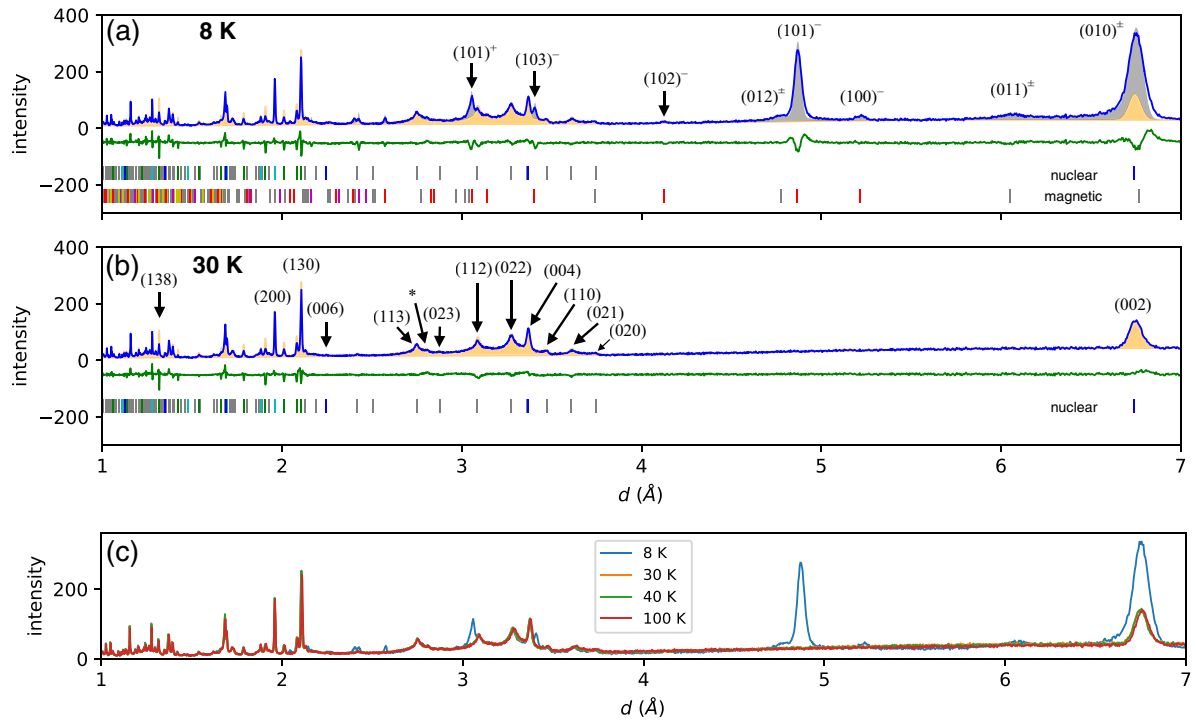 (a) 8 K
(101)⁺
(103)⁻
(102)⁻
(012)±
(101)⁻
(100)⁻
(011)±
(010)±
intensity
400
200
0
−200
nuclear
magnetic
(b) 30 K
(138)
(200)
(130)
(006)
(113)
*
(023)
(112)
(022)
(004)
(110)
(021)
(020)
(002)
intensity
400
200
0
−200
nuclear
1 2 3 4 5 6 7
d (Å)
(c)
8 K
30 K
40 K
100 K
intensity
200
0
1 2 3 4 5 6 7
d (Å)